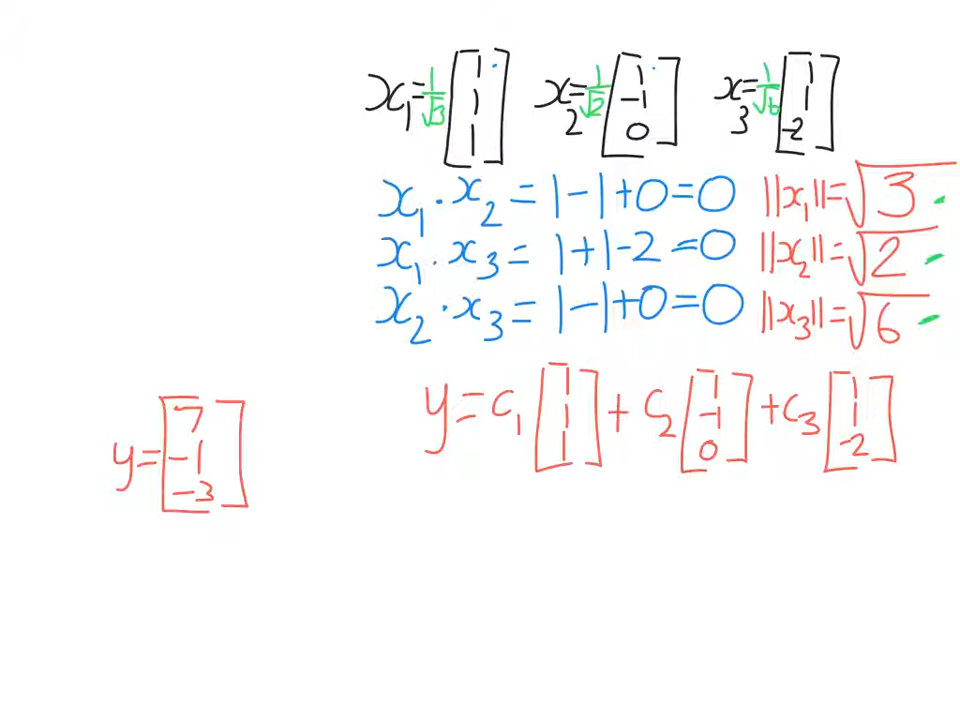 x₁ = 1/√3 [1 1 1] x₂ = 1/√2 [1 -1 0] x₃ = 1/√6 [1 1 -2]
x₁ · x₂ = 1-1+0=0 ||x₁|| = √3
x₁ · x₃ = 1+1-2=0 ||x₂|| = √2
x₂ · x₃ = 1-1+0=0 ||x₃|| = √6
y = c₁ [1 1 1] + c₂ [1 -1 0] + c₃ [1 1 -2]
y = [7 -1 -3]